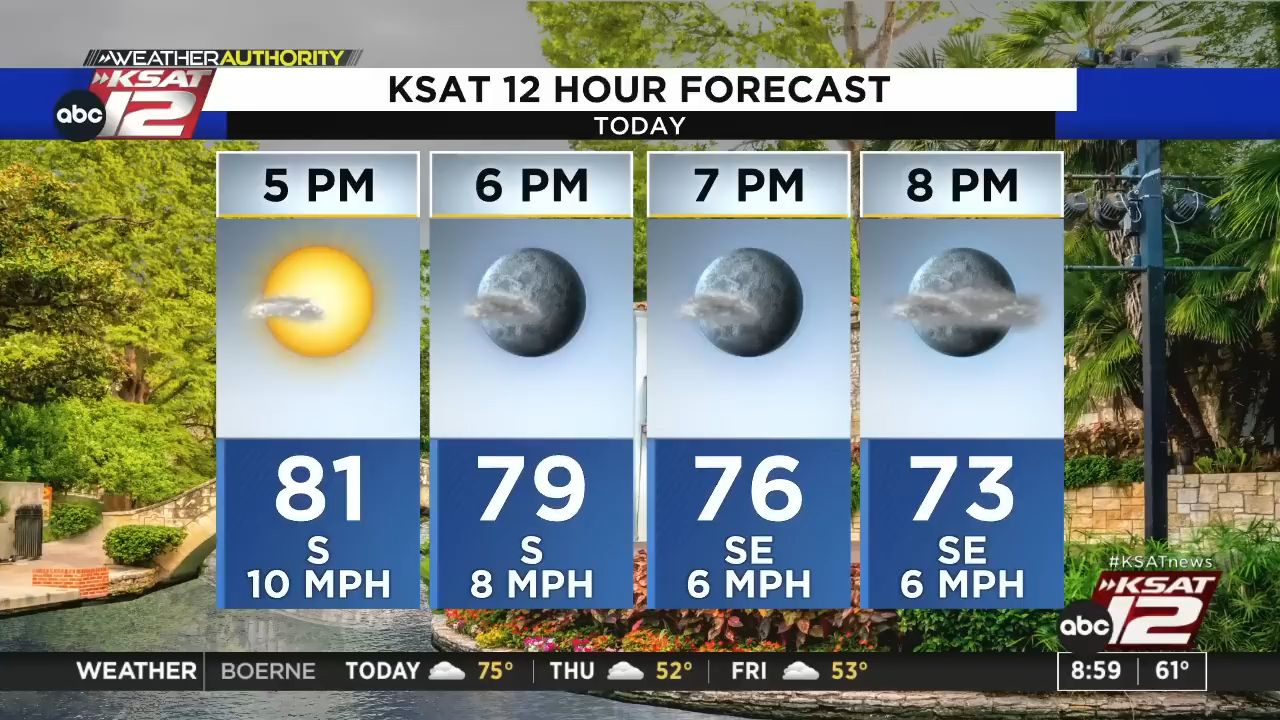 WEATHERAUTHORITY
KSAT
abc 12
KSAT 12 HOUR FORECAST
TODAY
5 PM
81
S
10 MPH
6 PM
79
S
8 MPH
7 PM
76
SE
6 MPH
8 PM
73
SE
6 MPH
#KSATnews
KSAT
abc 12
WEATHER BOERNE TODAY 75° THU 52° FRI 53° 8:59 61°